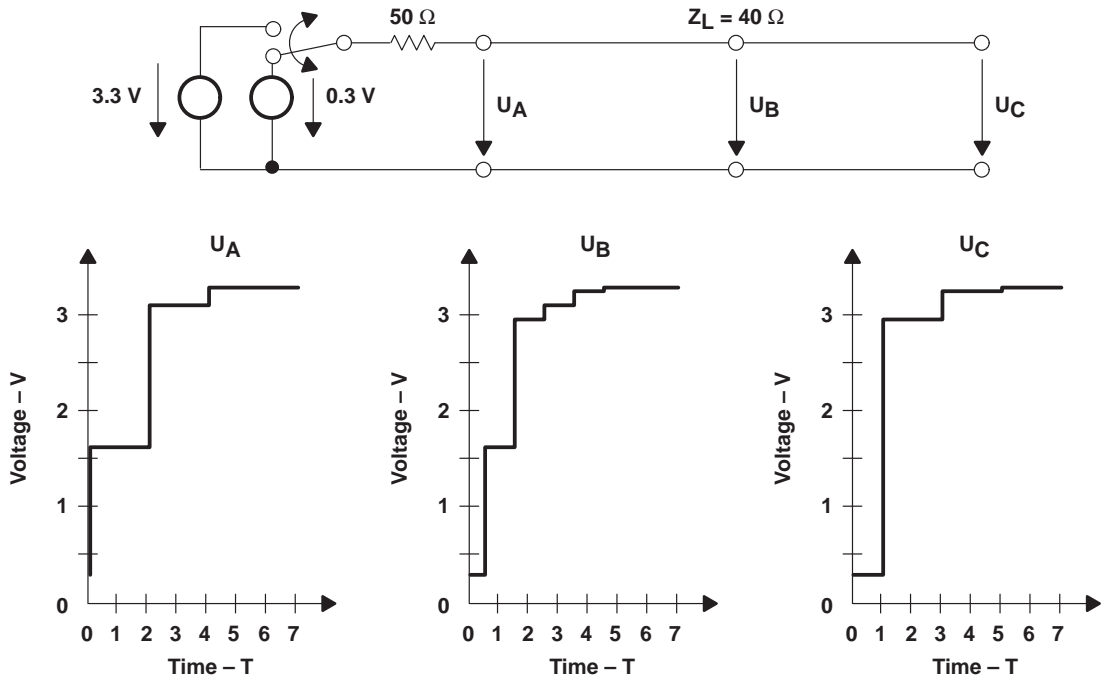 50 Ω
Z_L = 40 Ω
3.3 V
0.3 V
U_A
U_B
U_C
U_A
Voltage – V
3
2
1
0
0 1 2 3 4 5 6 7
Time – T
U_B
Voltage – V
3
2
1
0
0 1 2 3 4 5 6 7
Time – T
U_C
Voltage – V
3
2
1
0
0 1 2 3 4 5 6 7
Time – T